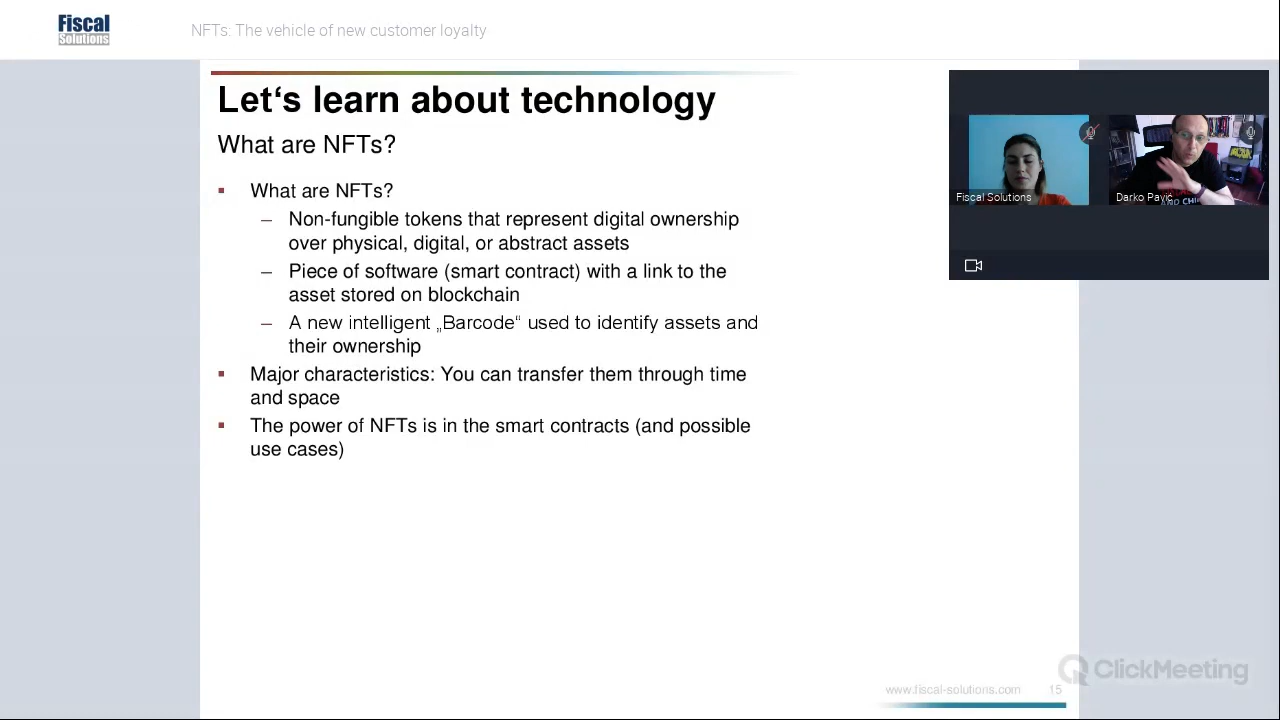 Fiscal
Solutions
NFTs: The vehicle of new customer loyalty
Let‘s learn about technology
What are NFTs?
▪ What are NFTs?
– Non-fungible tokens that represent digital ownership
over physical, digital, or abstract assets
– Piece of software (smart contract) with a link to the
asset stored on blockchain
– A new intelligent „Barcode“ used to identify assets and
their ownership
▪ Major characteristics: You can transfer them through time
and space
▪ The power of NFTs is in the smart contracts (and possible
use cases)
Fiscal Solutions
Darko Pavić
www.fiscal-solutions.com
15
ClickMeeting